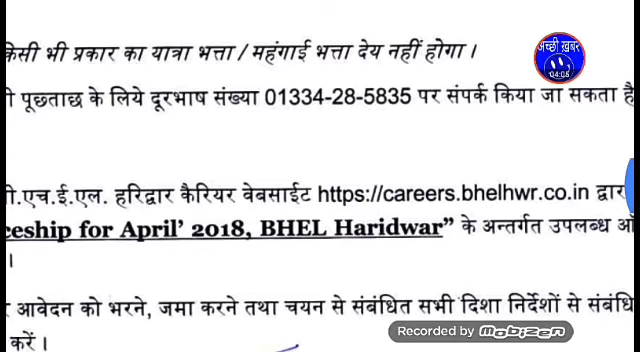 केसी भी प्रकार का यात्रा भत्ता / महंगाई भत्ता देय नहीं होगा ।
अच्छी ख़बर
04:05
ी पूछताछ के लिये दूरभाष संख्या 01334-28-5835 पर संपर्क किया जा सकता है
ी.एच.ई.एल. हरिद्वार कैरियर वेबसाईट https://careers.bhelhwr.co.in द्वार
ceship for April' 2018, BHEL Haridwar” के अन्तर्गत उपलब्ध ऑ
।
र आवेदन को भरने, जमा करने तथा चयन से संबंधित सभी दिशा निर्देशों से संबंधि
करें ।
Recorded by MOBIZEN